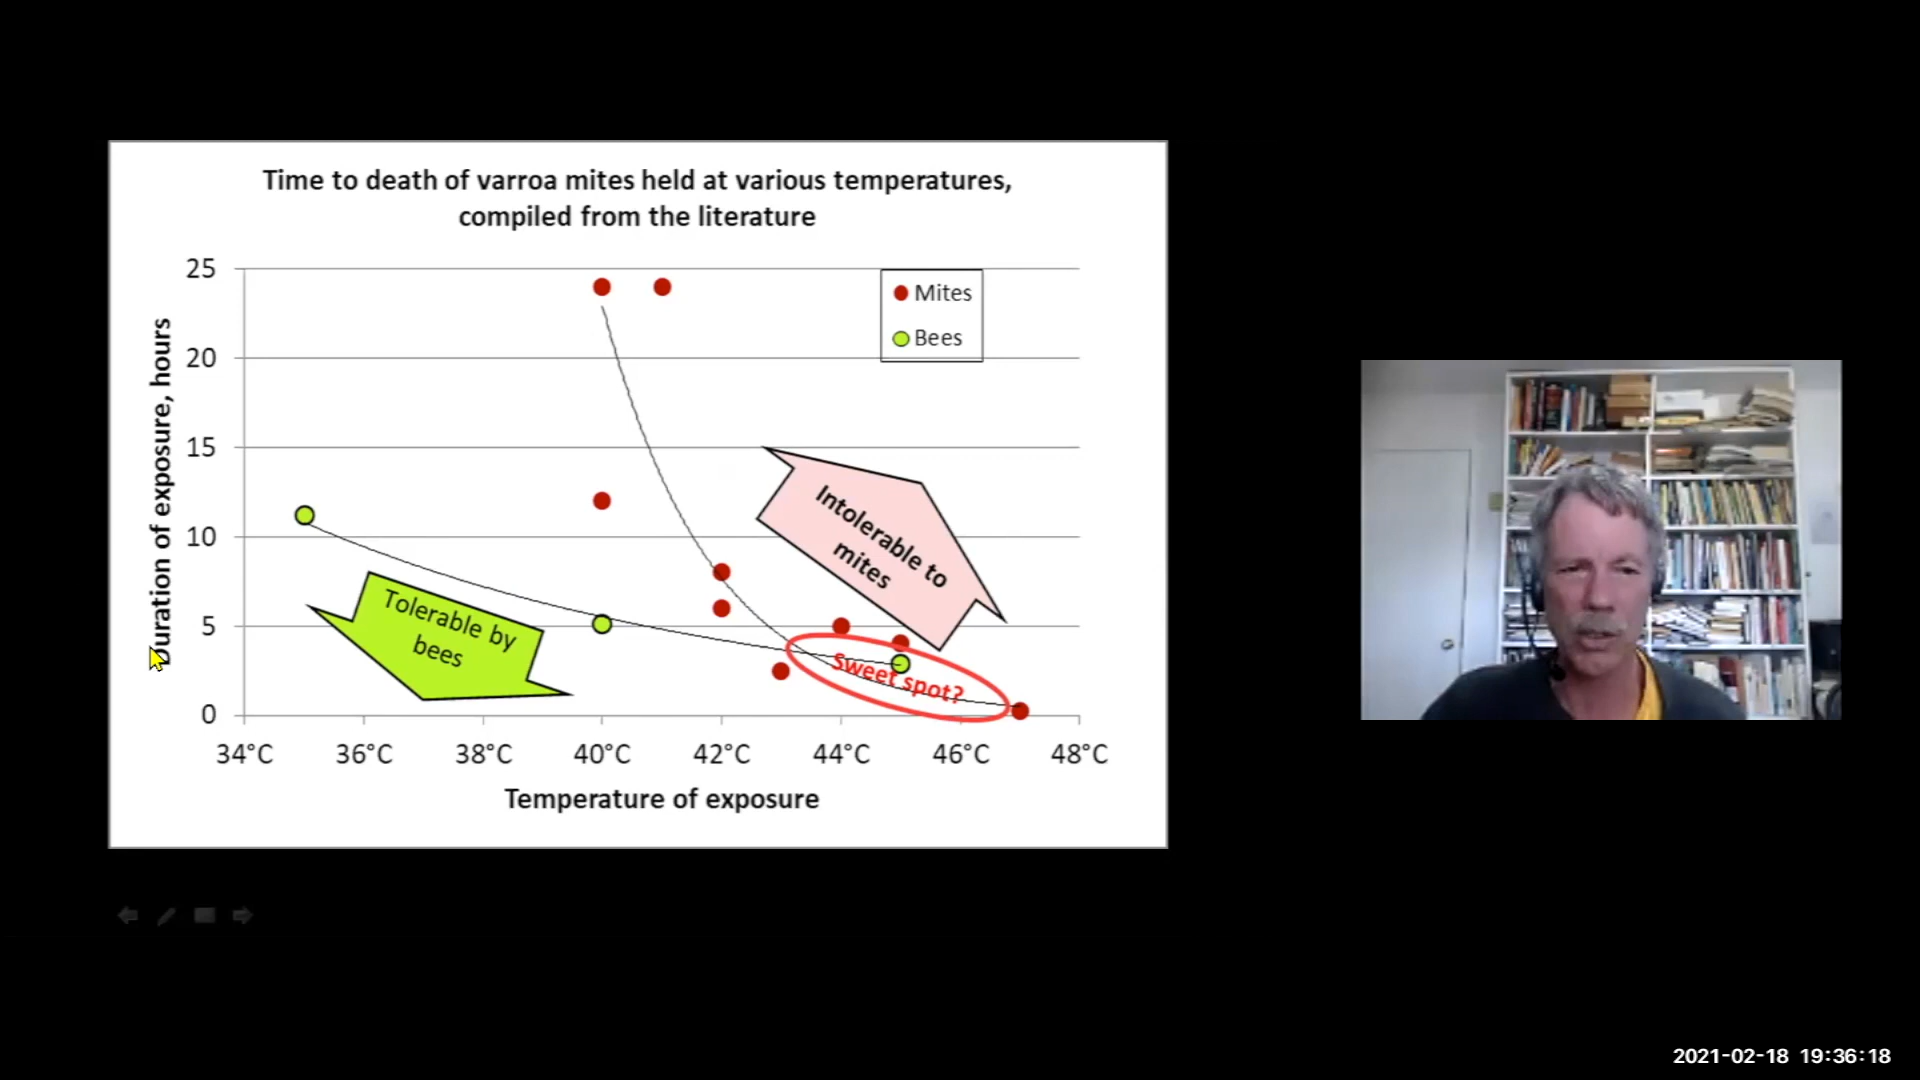 Time to death of varroa mites held at various temperatures,
compiled from the literature
25
20
15
10
5
0
Duration of exposure, hours
Mites
Bees
Intolerable to
mites
Tolerable by
bees
Sweet spot?
34°C 36°C 38°C 40°C 42°C 44°C 46°C 48°C
Temperature of exposure
2021-02-18 19:36:18